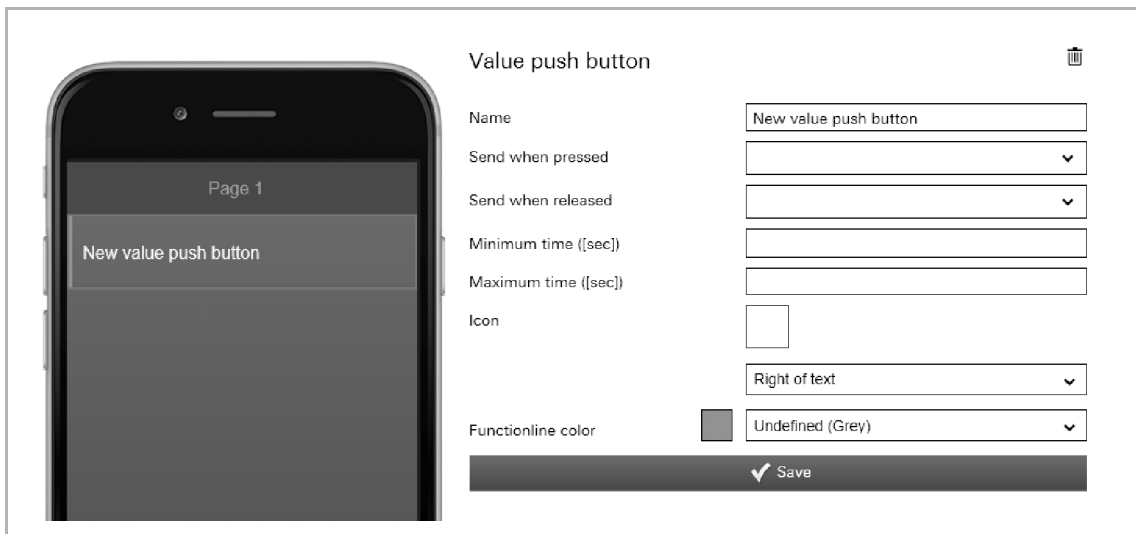 Page 1
New value push button
Value push button
Name
New value push button
Send when pressed
Send when released
Minimum time ([sec])
Maximum time ([sec])
Icon
Right of text
Functionline color
Undefined (Grey)
Save